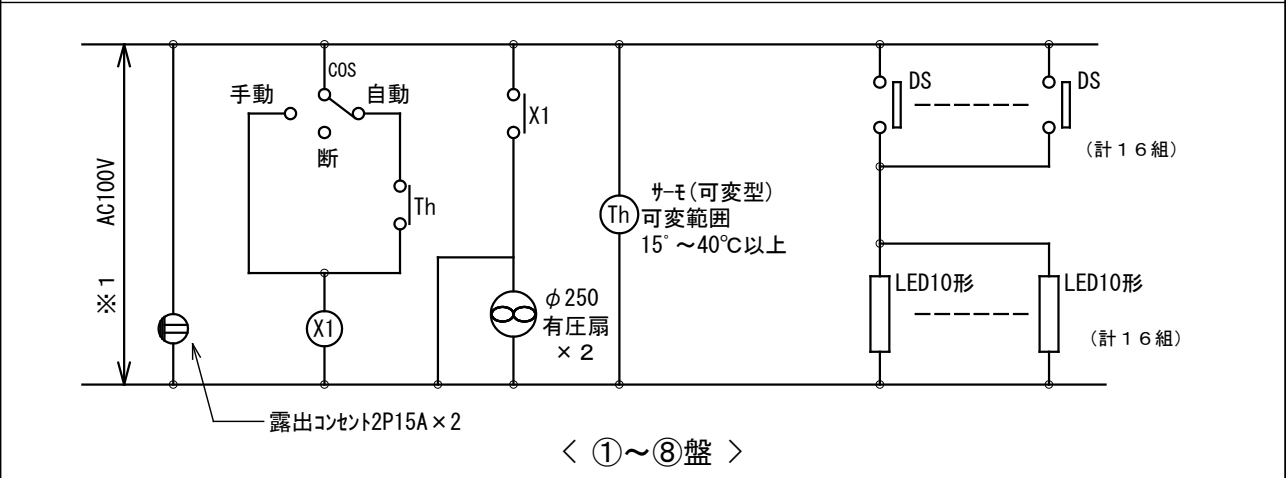 COS
手動
自動
断
Th
X1
AC100V
※1
X1
Th
ｻｰﾓ(可変型)
可変範囲
15°～40℃以上
φ250
有圧扇
×2
DS
DS
(計16組)
LED10形
LED10形
(計16組)
露出ｺﾝｾﾝﾄ2P15A×2
< ①～⑧盤 >